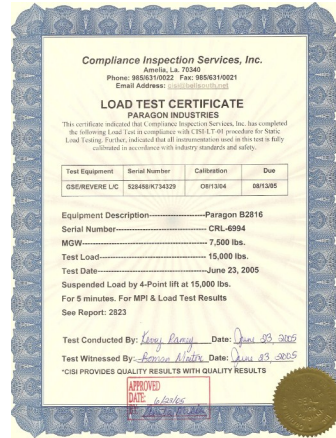 Compliance Inspection Services, Inc.
Amelia, La. 70340
Phone: 985/631/0022 Fax: 985/631/0021
Email Address:
LOAD TEST CERTIFICATE
PARAGON INDUSTRIES
This certificate indicated that Compliance Inspection Services, Inc. has completed
the following Load Test in compliance with CISI-LT-01 procedure for Static
Load Testing. Further, indicated that all instrumentation used in this test is fully
calibrated in accordance with industry standards and safety.
Test Equipment Serial Number Calibration Due
GSE/REVERE L/C 528458/K734329 O8/13/04 08/13/05
Equipment Description-----------------Paragon B2816
Serial Number------------------------------ CRL-6994
MGW------------------------------------------ 7,500 lbs.
Test Load------------------------------------ 15,000 lbs.
Test Date------------------------------------June 23, 2005
Suspended Load by 4-Point lift at 15,000 lbs.
For 5 minutes. For MPI & Load Test Results
See Report: 2823
Test Conducted By: Date: June 23 2005
Test Witnessed By: Date: June 23 2005
*CISI PROVIDES QUALITY RESULTS WITH QUALITY RESULTS
APPROVED
DATE: 6/23/05
BY